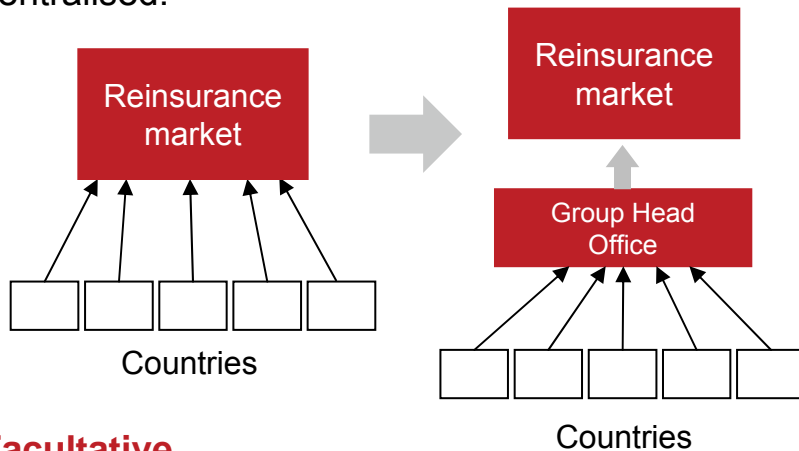 Reinsurance
market
Countries
Reinsurance
market
Group Head
Office
Countries